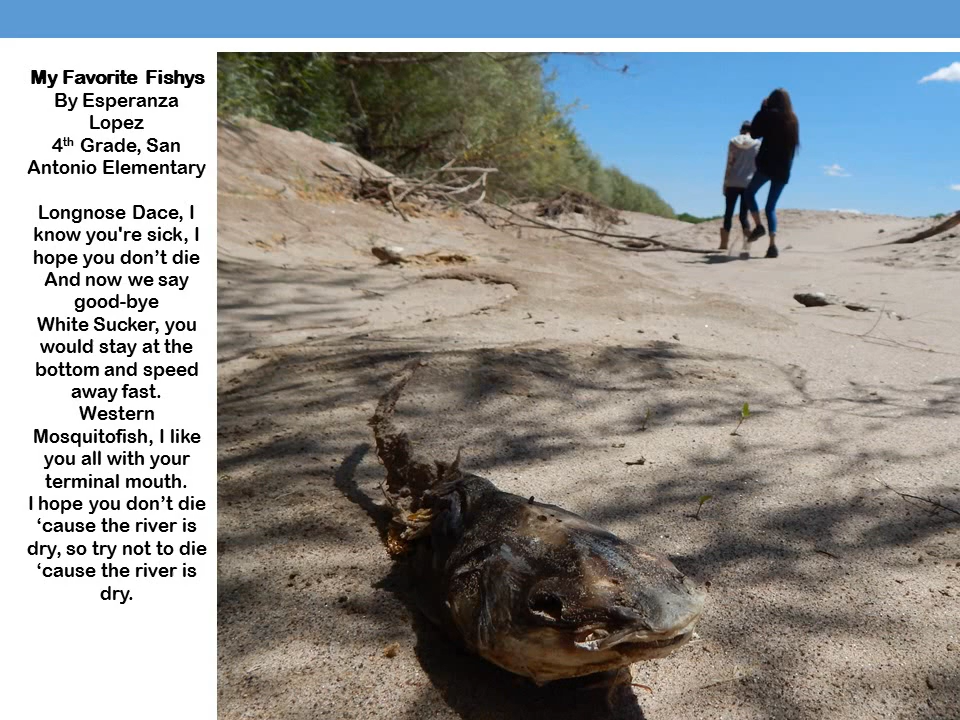 My Favorite Fishys
By Esperanza
Lopez
4th Grade, San
Antonio Elementary
Longnose Dace, I
know you're sick, I
hope you don’t die
And now we say
good-bye
White Sucker, you
would stay at the
bottom and speed
away fast.
Western
Mosquitofish, I like
you all with your
terminal mouth.
I hope you don’t die
‘cause the river is
dry, so try not to die
‘cause the river is
dry.